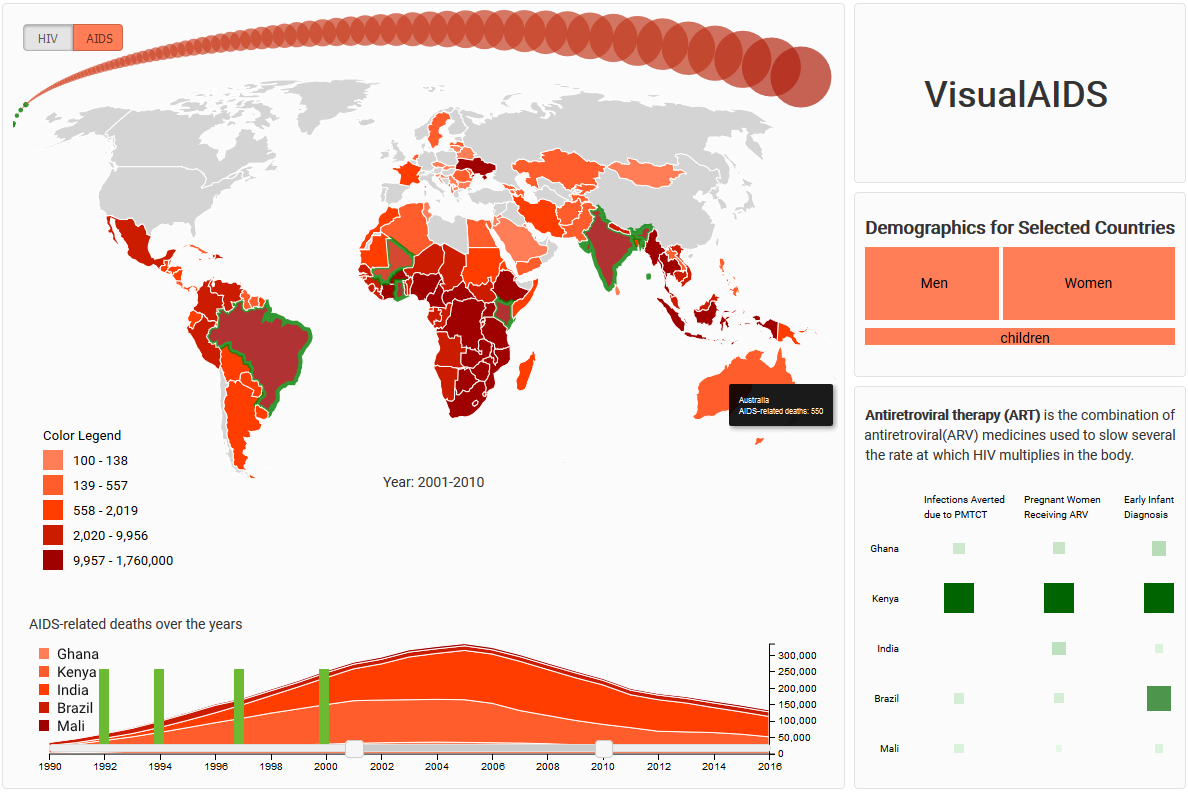 HIV
AIDS
VisualAIDS
Demographics for Selected Countries
Men
Women
children
Australia
AIDS-related deaths: 550
Color Legend
100 - 138
139 - 557
558 - 2,019
2,020 - 9,956
9,957 - 1,760,000
Year: 2001-2010
Antiretroviral therapy (ART) is the combination of
antiretroviral(ARV) medicines used to slow several
the rate at which HIV multiplies in the body.
Infections Averted
due to PMTCT
Pregnant Women
Receiving ARV
Early Infant
Diagnosis
Ghana
Kenya
India
Brazil
Mali
AIDS-related deaths over the years
Ghana
Kenya
India
Brazil
Mali
300,000
250,000
200,000
150,000
100,000
50,000
0
1990 1992 1994 1996 1998 2000 2002 2004 2006 2008 2010 2012 2014 2016